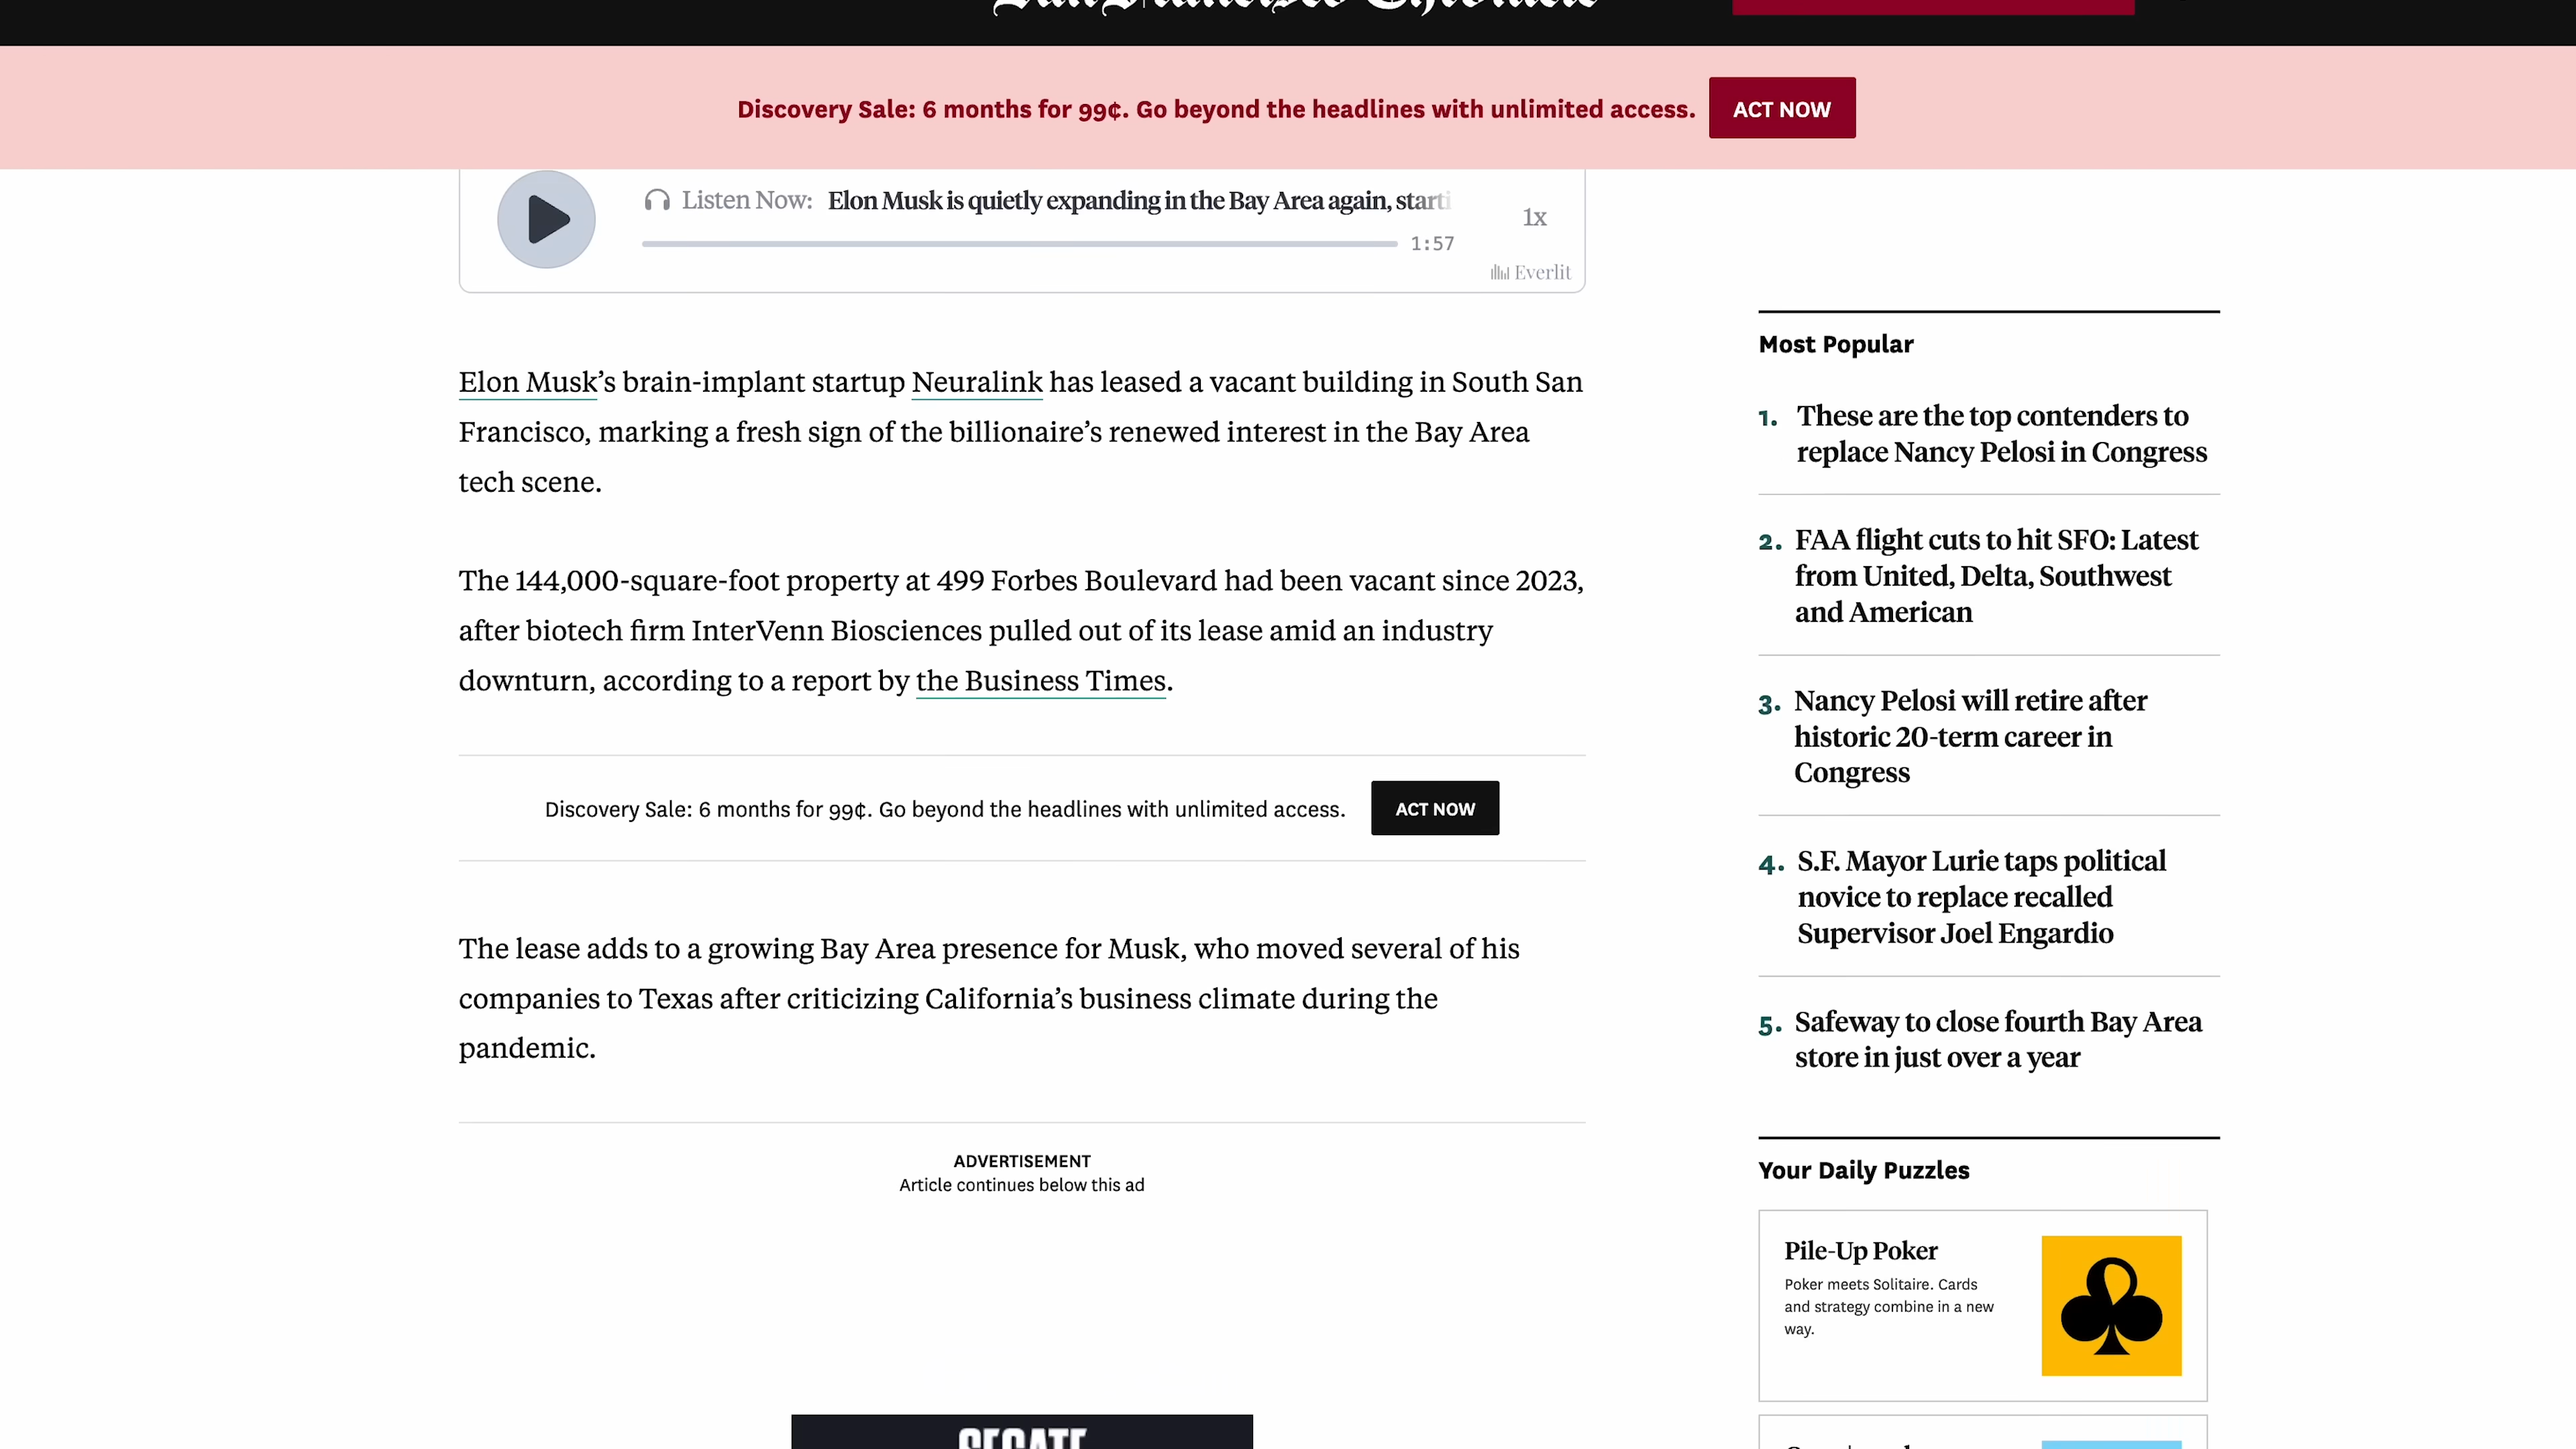 San Francisco Chronicle
Discovery Sale: 6 months for 99¢. Go beyond the headlines with unlimited access.
ACT NOW
Listen Now: Elon Musk is quietly expanding in the Bay Area again, starti
1x
1:57
Everlit
Elon Musk’s brain-implant startup Neuralink has leased a vacant building in South San
Francisco, marking a fresh sign of the billionaire’s renewed interest in the Bay Area
tech scene.
The 144,000-square-foot property at 499 Forbes Boulevard had been vacant since 2023,
after biotech firm InterVenn Biosciences pulled out of its lease amid an industry
downturn, according to a report by the Business Times.
Discovery Sale: 6 months for 99¢. Go beyond the headlines with unlimited access.
ACT NOW
The lease adds to a growing Bay Area presence for Musk, who moved several of his
companies to Texas after criticizing California’s business climate during the
pandemic.
ADVERTISEMENT
Article continues below this ad
SFGATE
Most Popular
1. These are the top contenders to
replace Nancy Pelosi in Congress
2. FAA flight cuts to hit SFO: Latest
from United, Delta, Southwest
and American
3. Nancy Pelosi will retire after
historic 20-term career in
Congress
4. S.F. Mayor Lurie taps political
novice to replace recalled
Supervisor Joel Engardio
5. Safeway to close fourth Bay Area
store in just over a year
Your Daily Puzzles
Pile-Up Poker
Poker meets Solitaire. Cards
and strategy combine in a new
way.